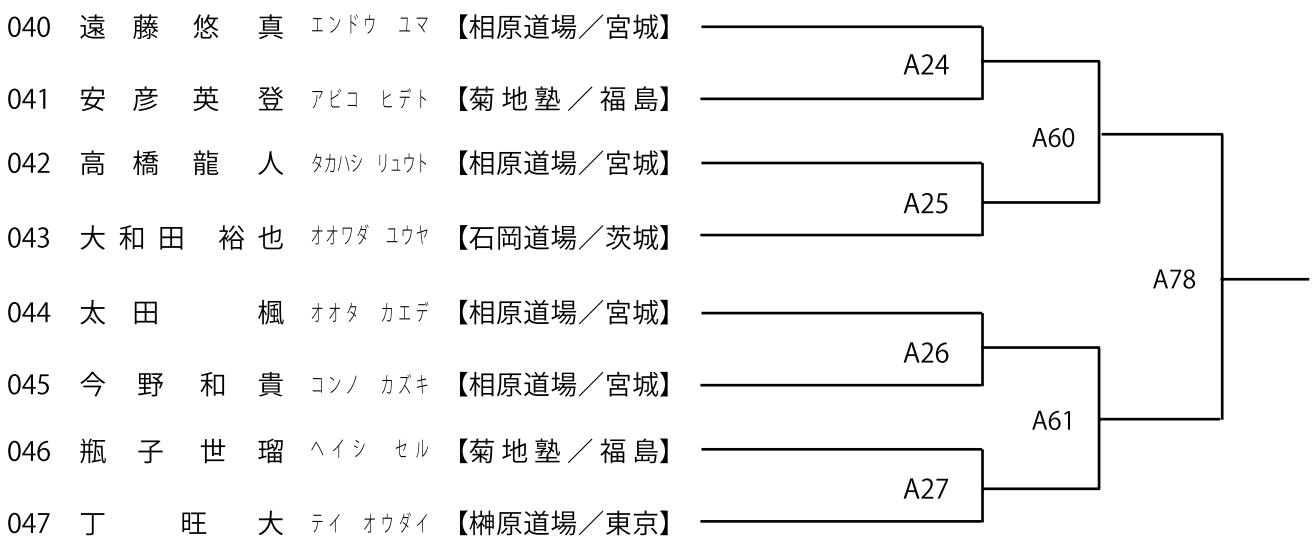 040 遠藤悠真 エンドウ ユマ 【相原道場／宮城】
A24
041 安彦英登 アビコ ヒデト 【菊地塾／福島】
A60
042 高橋龍人 タカハシ リュウト 【相原道場／宮城】
A25
043 大和田裕也 オオワダ ユウヤ 【石岡道場／茨城】
A78
044 太田楓 オオタ カエデ 【相原道場／宮城】
A26
045 今野和貴 コンノ カズキ 【相原道場／宮城】
A61
046 瓶子世瑠 ヘイシ セル 【菊地塾／福島】
A27
047 丁旺大 テイ オウダイ 【榊原道場／東京】